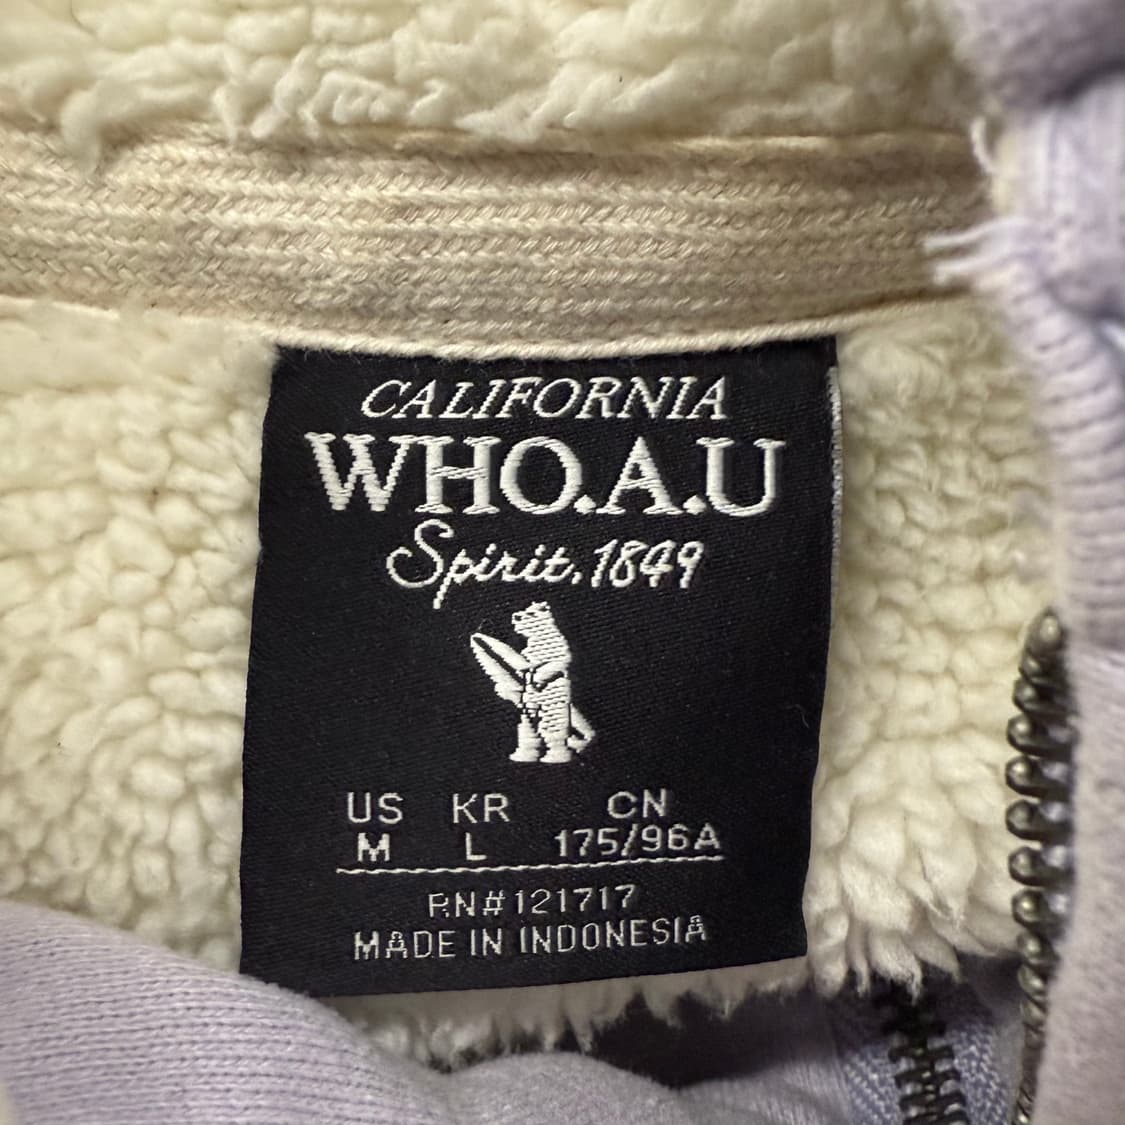 CALIFORNIA
WHO.A.U
Spirit.1849
US KR CN
M L 175/96A
RN#121717
MADE IN INDONESIA